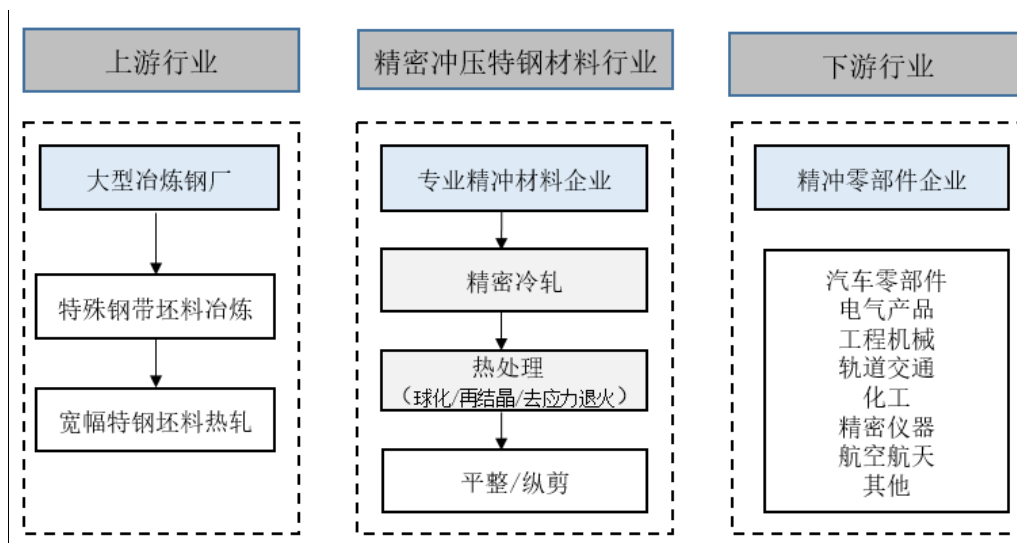 上游行业
大型冶炼钢厂
特殊钢带坯料冶炼
宽幅特钢坯料热轧
精密冲压特钢材料行业
专业精冲材料企业
精密冷轧
热处理
（球化/再结晶/去应力退火）
平整/纵剪
下游行业
精冲零部件企业
汽车零部件
电气产品
工程机械
轨道交通
化工
精密仪器
航空航天
其他